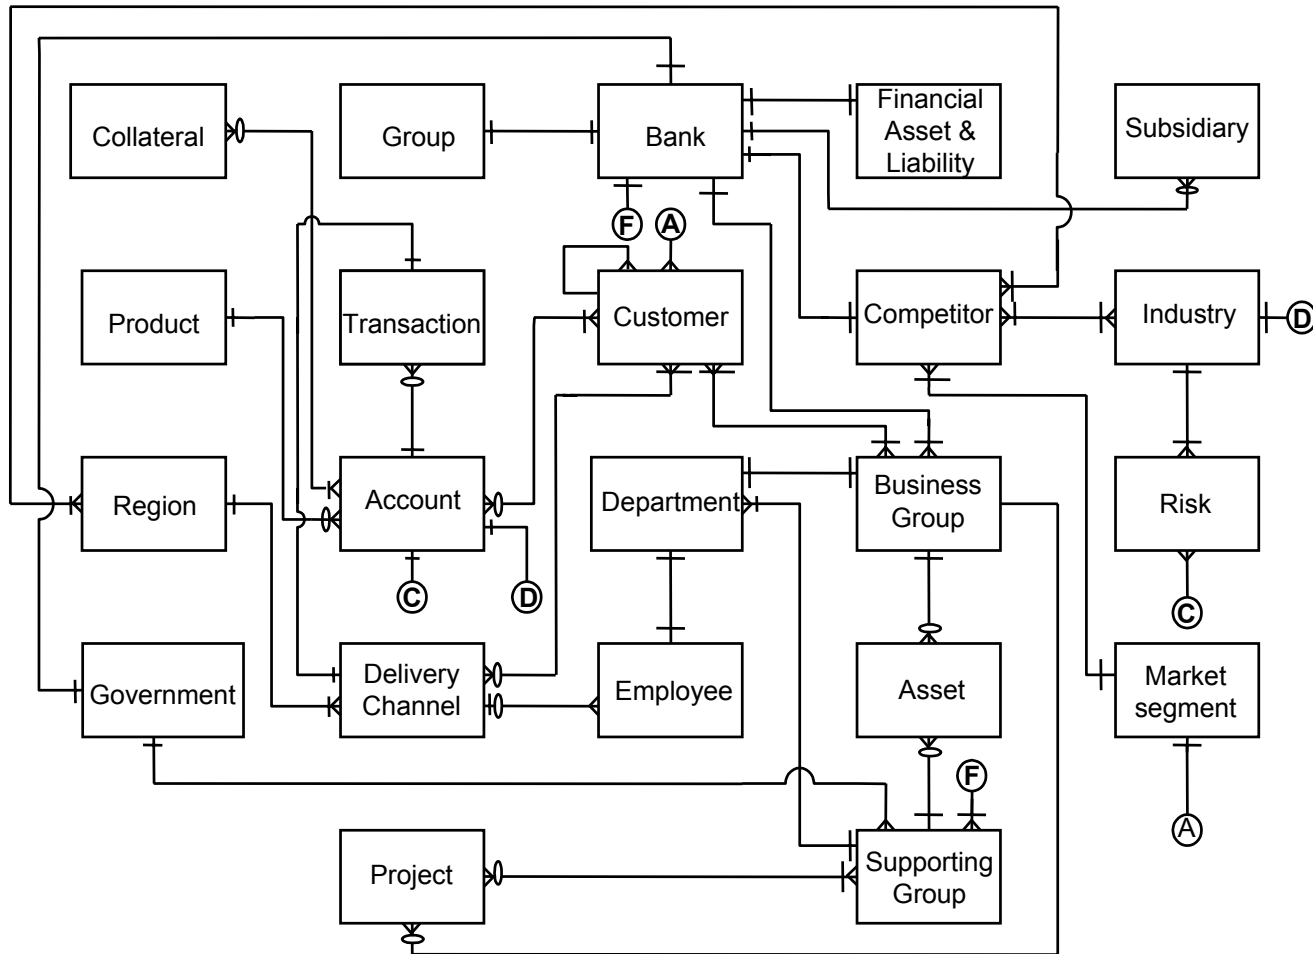 Collateral
Group
Bank
Financial
Asset &
Liability
Subsidiary
F
A
Product
Transaction
Customer
Competitor
Industry
D
Region
Account
Department
Business
Group
Risk
C
D
C
Government
Delivery
Channel
Employee
Asset
Market
segment
F
A
Project
Supporting
Group